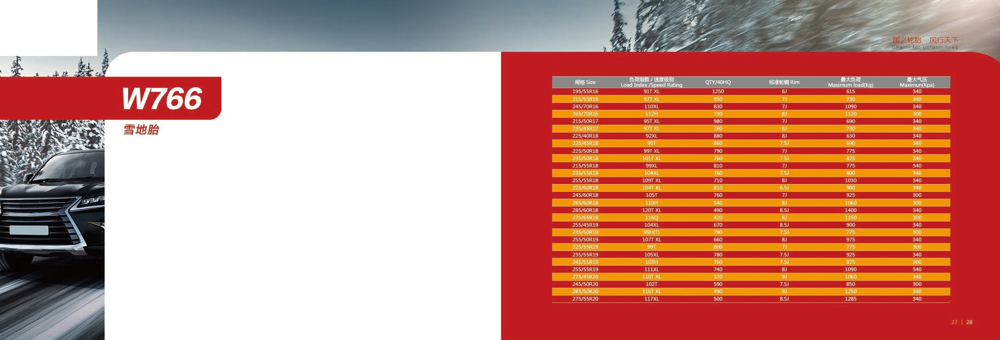 国之轮胎 风行天下
Charm for goform tires
W766
雪地胎
规格 Size 负荷指数 / 速度级别 Load Index /Speed Rating QTY/40HQ 标准轮辋 Rim 最大负荷 Maximum load(Kg) 最大气压 Maximun(Kpa)
195/55R16 91T XL 1250 6J 615 340
215/55R16 97T XL 950 7J 730 340
245/70R16 110XL 830 7J 1090 340
265/70R16 112H 730 8J 1120 300
215/50R17 95T XL 980 7J 690 340
235/45R17 97T XL 780 8J 730 340
225/40R18 92XL 880 8J 630 340
225/45R18 95T 860 7.5J 690 340
225/50R18 99T XL 790 7J 775 340
235/50R18 101T XL 760 7.5J 825 340
215/55R18 99XL 810 7J 775 340
235/55R18 104XL 760 7.5J 800 340
255/55R18 109T XL 710 8J 1030 340
225/60R18 104T XL 810 6.5J 900 340
245/60R18 105T 760 7J 925 300
265/60R18 110H 540 8J 1060 300
285/60R18 120T XL 490 8.5J 1400 340
275/65R18 116Q 420 8J 1250 300
255/45R19 104XL 670 8.5J 900 340
235/50R19 99H(T) 790 7.5J 775 300
255/50R19 107T XL 660 8J 975 340
225/55R19 99T 800 7J 775 300
235/55R19 105XL 780 7.5J 925 340
245/55R19 103H 760 7.5J 875 300
255/55R19 111XL 740 8J 1090 340
275/45R20 110T XL 570 9J 1060 340
245/50R20 102T 590 7.5J 850 300
285/50R20 116T XL 490 9J 1250 340
275/55R20 117XL 500 8.5J 1285 340
27 | 28